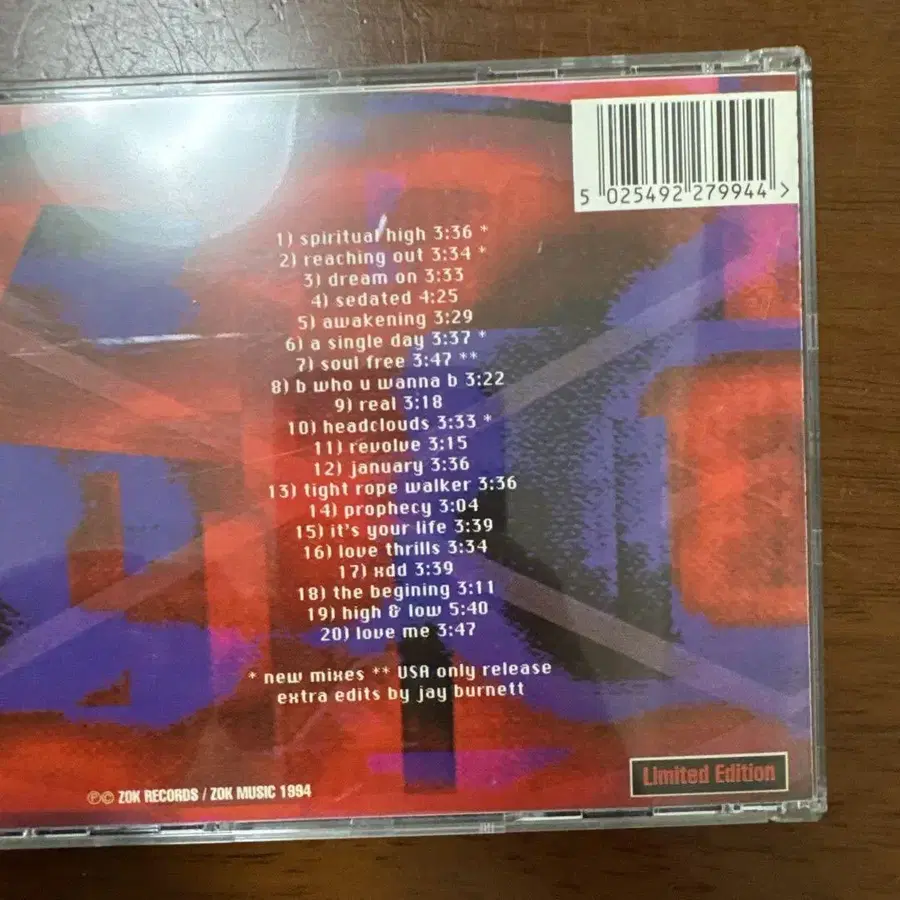 5 025492 279944 >
1) spiritual high 3:36 *
2) reaching out 3:34 *
3) dream on 3:33
4) sedated 4:25
5) awakening 3:29
6) a single day 3:37 *
7) soul free 3:47 **
8) b who u wanna b 3:22
9) real 3:18
10) headclouds 3:33 *
11) revolve 3:15
12) january 3:36
13) tight rope walker 3:36
14) prophecy 3:04
15) it's your life 3:39
16) love thrills 3:34
17) xdd 3:39
18) the begining 3:11
19) high & low 5:40
20) love me 3:47
* new mixes ** USA only release
extra edits by jay burnett
Limited Edition
℗© ZOK RECORDS / ZOK MUSIC 1994